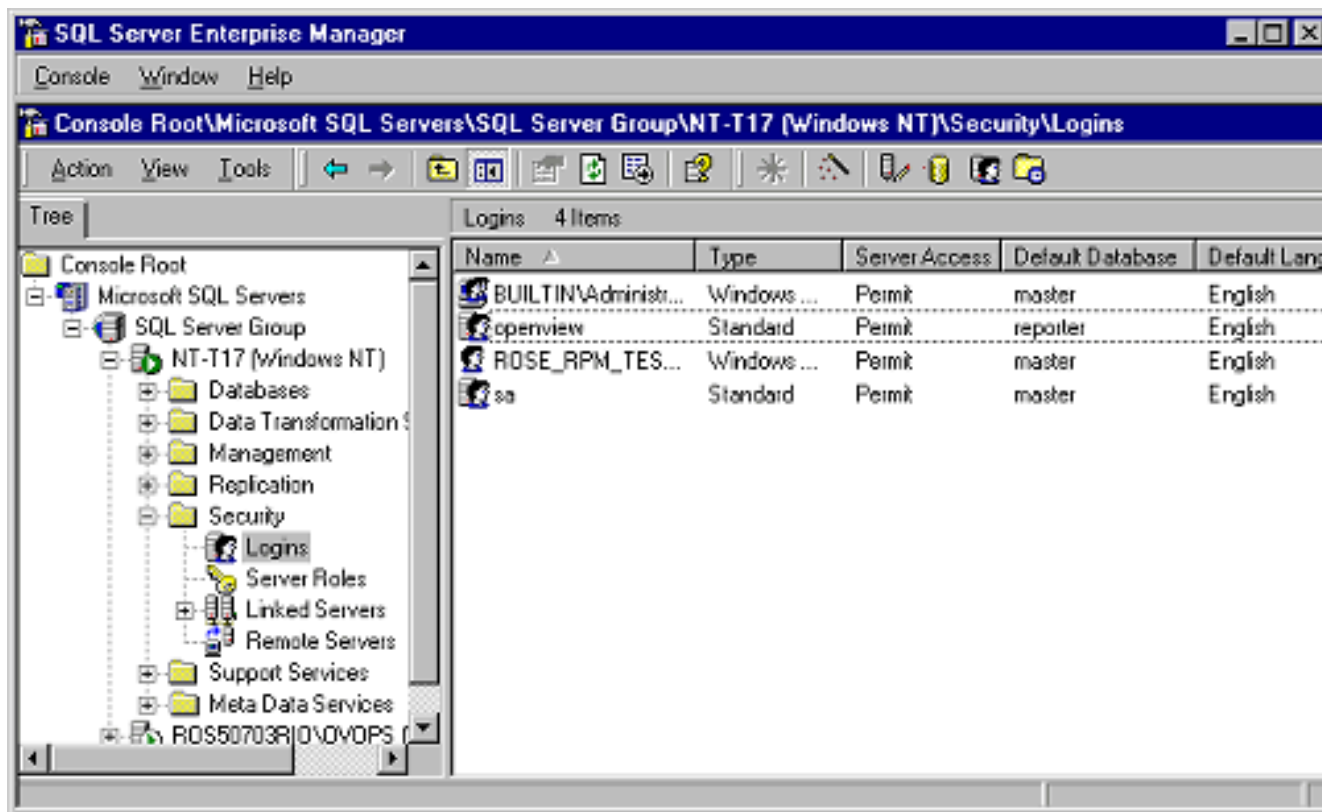 SQL Server Enterprise Manager
Console Window Help
Console Root\Microsoft SQL Servers\SQL Server Group\NT-T17 (Windows NT)\Security\Logins
Action View Tools
Tree
Logins 4 Items
Name Type Server Access Default Database Default Lang
BUILTIN\Administr... Windows ... Permit master English
openview Standard Permit reporter English
ROSE_RPM_TES... Windows ... Permit master English
sa Standard Permit master English
Console Root
Microsoft SQL Servers
SQL Server Group
NT-T17 (Windows NT)
Databases
Data Transformation S
Management
Replication
Security
Logins
Server Roles
Linked Servers
Remote Servers
Support Services
Meta Data Services